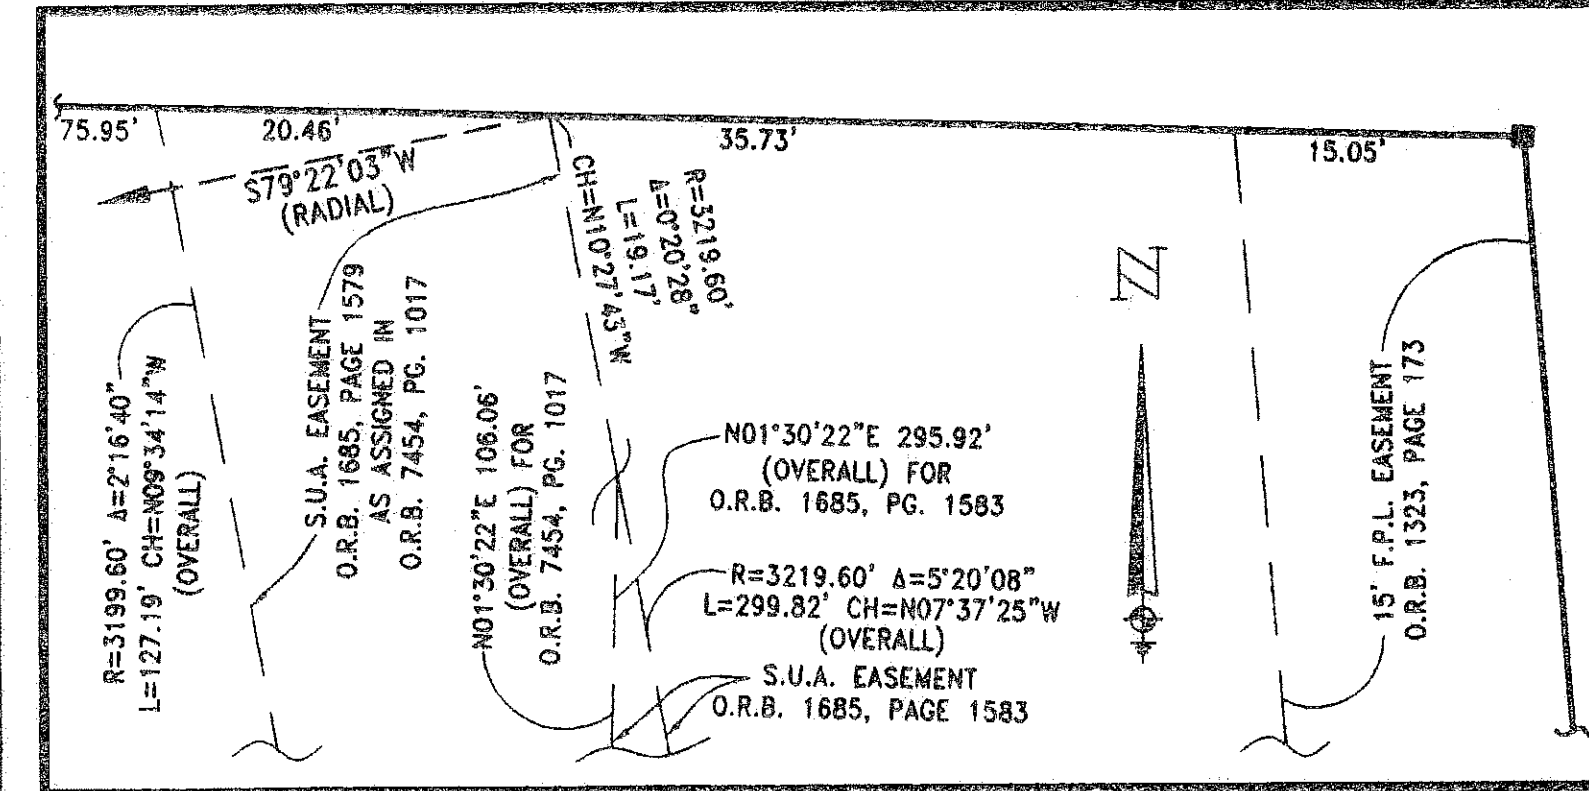 75.95'
20.46'
35.73'
15.05'
S79°22'03"W
(RADIAL)
R=3219.60'
Δ=0°20'28"
L=19.17'
CH=N10°27'43"W
R=3199.60' Δ=2°16'40"
L=127.19' CH=N09°34'14"W
(OVERALL)
S.U.A. EASEMENT
O.R.B. 1685, PAGE 1579
AS ASSIGNED IN
O.R.B. 7454, PG. 1017
N01°30'22"E 106.06'
(OVERALL) FOR
O.R.B. 7454, PG. 1017
N01°30'22"E 295.92'
(OVERALL) FOR
O.R.B. 1685, PG. 1583
R=3219.60' Δ=5°20'08"
L=299.82' CH=N07°37'25"W
(OVERALL)
S.U.A. EASEMENT
O.R.B. 1685, PAGE 1583
N
15' F.P.L. EASEMENT
O.R.B. 1323, PAGE 173